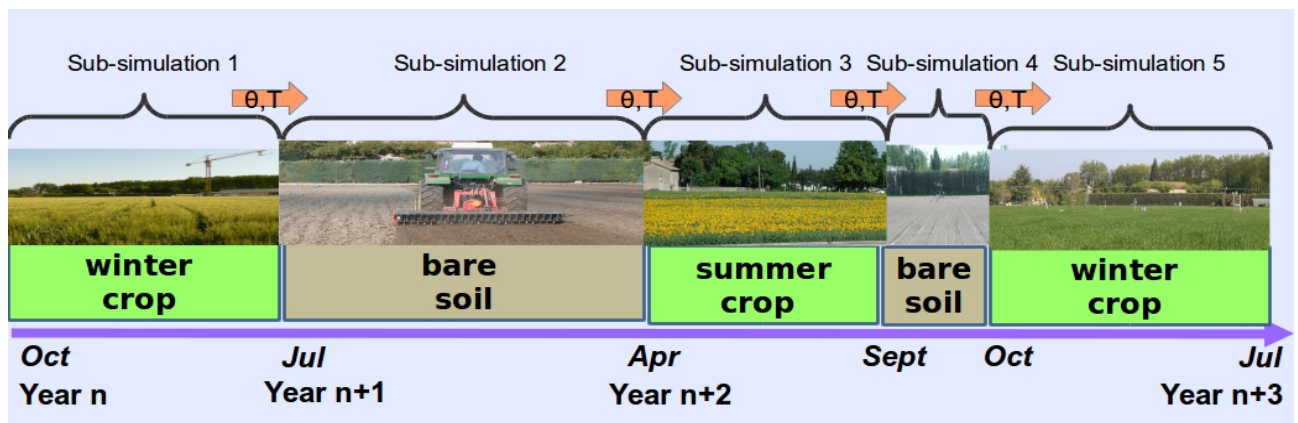 Sub-simulation 1
Sub-simulation 2
Sub-simulation 3
Sub-simulation 4
Sub-simulation 5
θ,T
θ,T
θ,T
θ,T
winter
crop
bare
soil
summer
crop
bare
soil
winter
crop
Oct
Jul
Apr
Sept
Oct
Jul
Year n
Year n+1
Year n+2
Year n+3